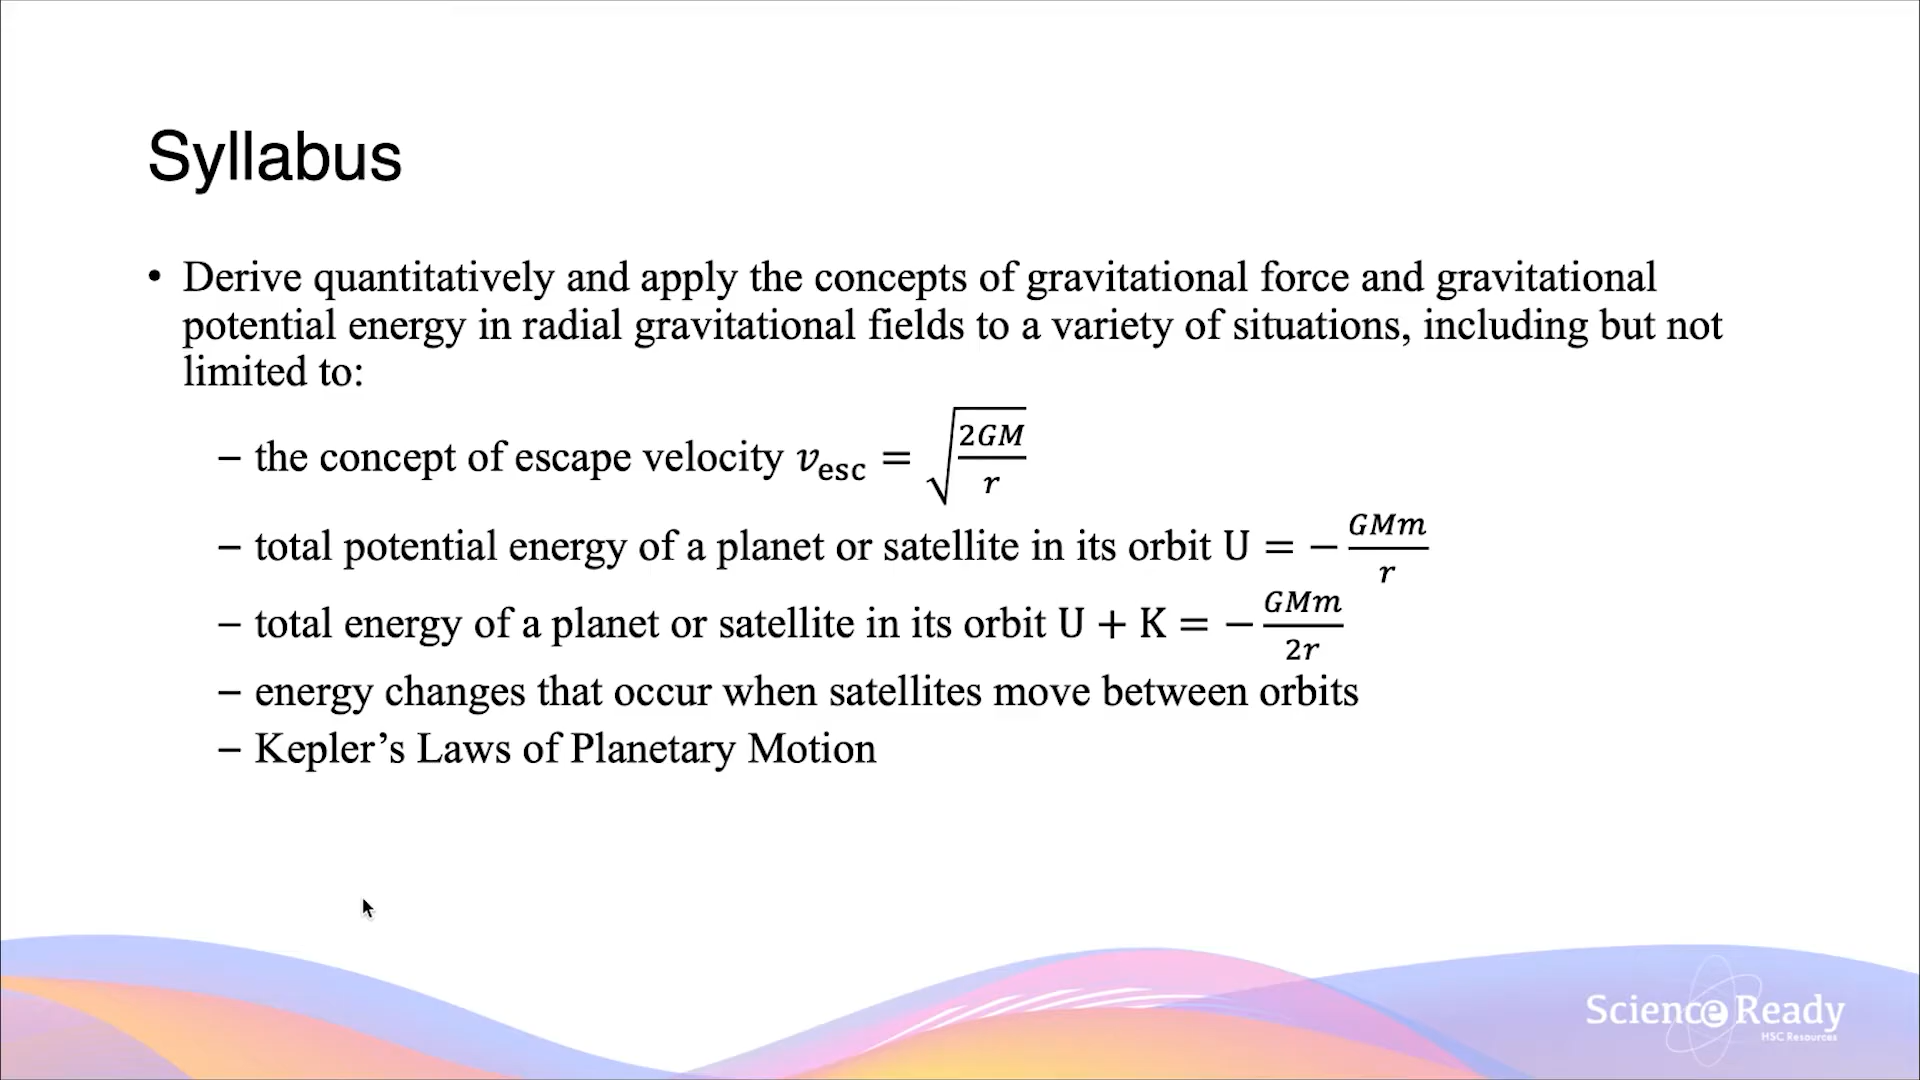 Syllabus
• Derive quantitatively and apply the concepts of gravitational force and gravitational
potential energy in radial gravitational fields to a variety of situations, including but not
limited to:
– the concept of escape velocity v_esc = √(2GM/r)
– total potential energy of a planet or satellite in its orbit U = −GMm/r
– total energy of a planet or satellite in its orbit U + K = −GMm/2r
– energy changes that occur when satellites move between orbits
– Kepler’s Laws of Planetary Motion
Science Ready
HSC Resources